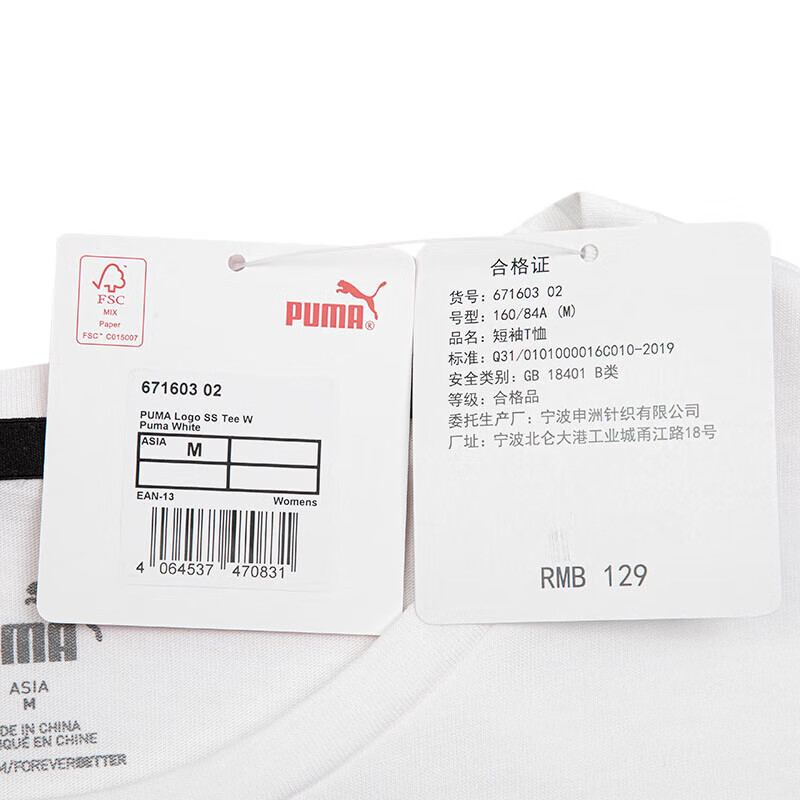 FSC
MIX
Paper
FSC™ C015007
PUMA®
671603 02
PUMA Logo SS Tee W
Puma White
ASIA
M
EAN-13 Womens
4 064537 470831
合格证
货号: 671603 02
号型: 160/84A (M)
品名: 短袖T恤
标准: Q31/0101000016C010-2019
安全类别: GB 18401 B类
等级: 合格品
委托生产厂: 宁波申洲针织有限公司
厂址: 宁波北仑大港工业城甬江路18号
RMB 129
MA
ASIA
M
DE IN CHINA
QUÉ EN CHINE
M/FOREVERBETTER